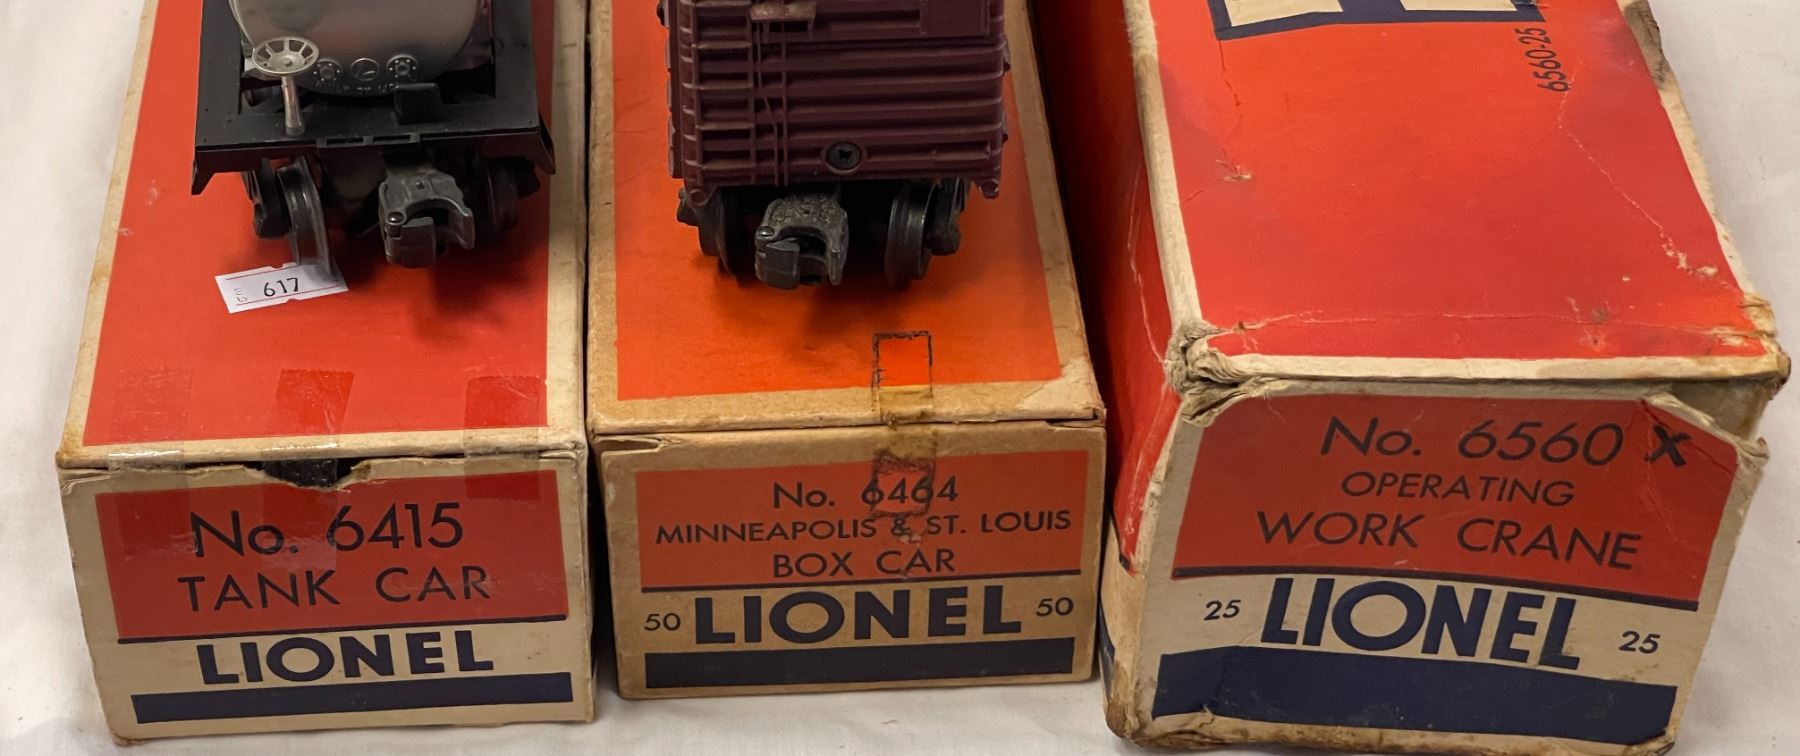 617
No. 6415
TANK CAR
LIONEL
No. 6464
MINNEAPOLIS & ST. LOUIS
BOX CAR
50 LIONEL 50
6560-25
No. 6560 X
OPERATING
WORK CRANE
25 LIONEL 25